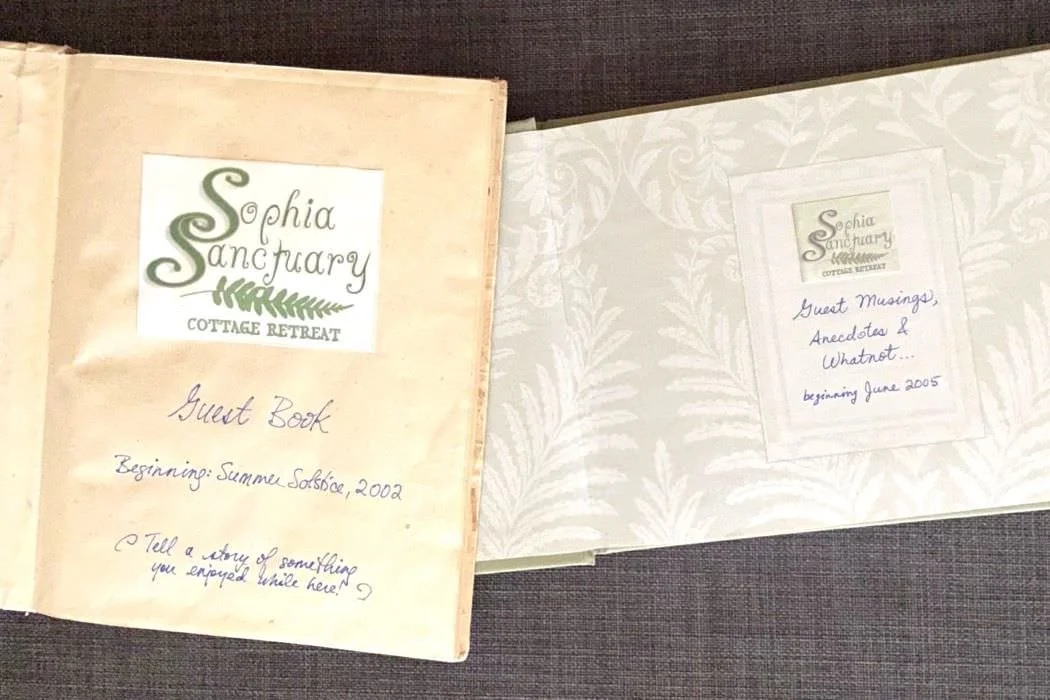 Sophia
Sanctuary
COTTAGE RETREAT
Guest Book
Beginning: Summer Solstice, 2002
Tell a story of something
you enjoyed while here!
Sophia
Sanctuary
COTTAGE RETREAT
Guest Musings,
Anecdotes &
Whatnot...
beginning June 2005